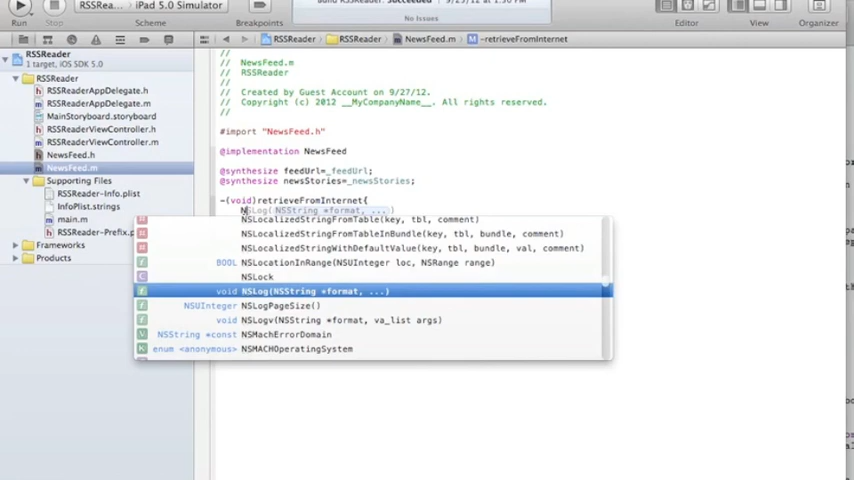 RSSRea...
iPad 5.0 Simulator
Succeeded
No Issues
Run
Stop
Scheme
Breakpoints
Editor
View
Organizer
RSSReader
RSSReader
NewsFeed.m
-retrieveFromInternet
RSSReader
1 target, iOS SDK 5.0
RSSReader
RSSReaderAppDelegate.h
RSSReaderAppDelegate.m
MainStoryboard.storyboard
RSSReaderViewController.h
RSSReaderViewController.m
NewsFeed.h
NewsFeed.m
Supporting Files
RSSReader-Info.plist
InfoPlist.strings
main.m
RSSReader-Prefix.p
Frameworks
Products
//
// NewsFeed.m
// RSSReader
//
// Created by Guest Account on 9/27/12.
// Copyright (c) 2012 __MyCompanyName__. All rights reserved.
//
#import "NewsFeed.h"
@implementation NewsFeed
@synthesize feedUrl=_feedUrl;
@synthesize newsStories=_newsStories;
-(void)retrieveFromInternet{
NSLog(NSString *format, ...)
NSLocalizedStringFromTable(key, tbl, comment)
NSLocalizedStringFromTableInBundle(key, tbl, bundle, comment)
NSLocalizedStringWithDefaultValue(key, tbl, bundle, val, comment)
BOOL NSLocationInRange(NSUInteger loc, NSRange range)
NSLock
void NSLog(NSString *format, ...)
NSUInteger NSLogPageSize()
void NSLogv(NSString *format, va_list args)
NSString *const NSMachErrorDomain
enum <anonymous> NSMACHOperatingSystem